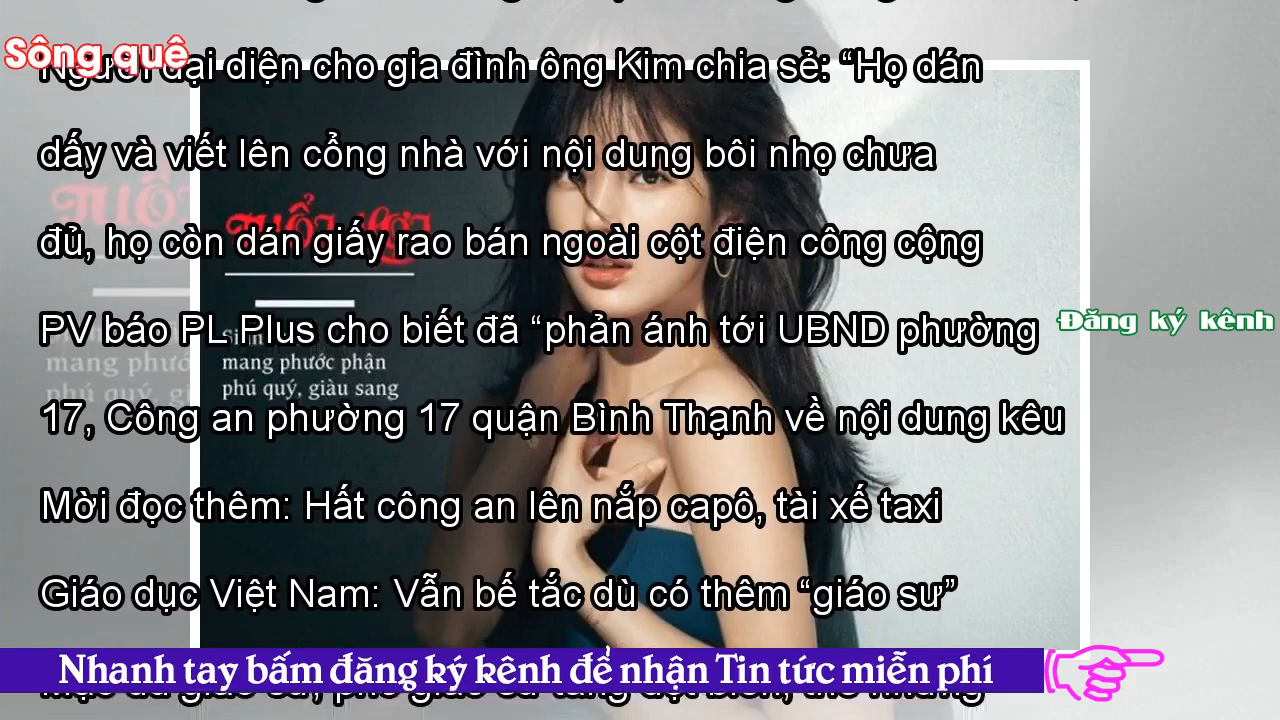 Sông quê
Người đại diện cho gia đình ông Kim chia sẻ: “Họ dán
dấy và viết lên cổng nhà với nội dung bôi nhọ chưa
TUỔI
TUỔI Hợi
đủ, họ còn dán giấy rao bán ngoài cột điện công cộng
PV báo PL Plus cho biết đã “phản ánh tới UBND phường
Đăng ký kênh
mang phước
mang phước phận
phú quý, giàu sang
17, Công an phường 17 quận Bình Thạnh về nội dung kêu
Mời đọc thêm: Hất công an lên nắp capô, tài xế taxi
Giáo dục Việt Nam: Vẫn bế tắc dù có thêm “giáo sư”
Nhanh tay bấm đăng ký kênh để nhận Tin tức miễn phí